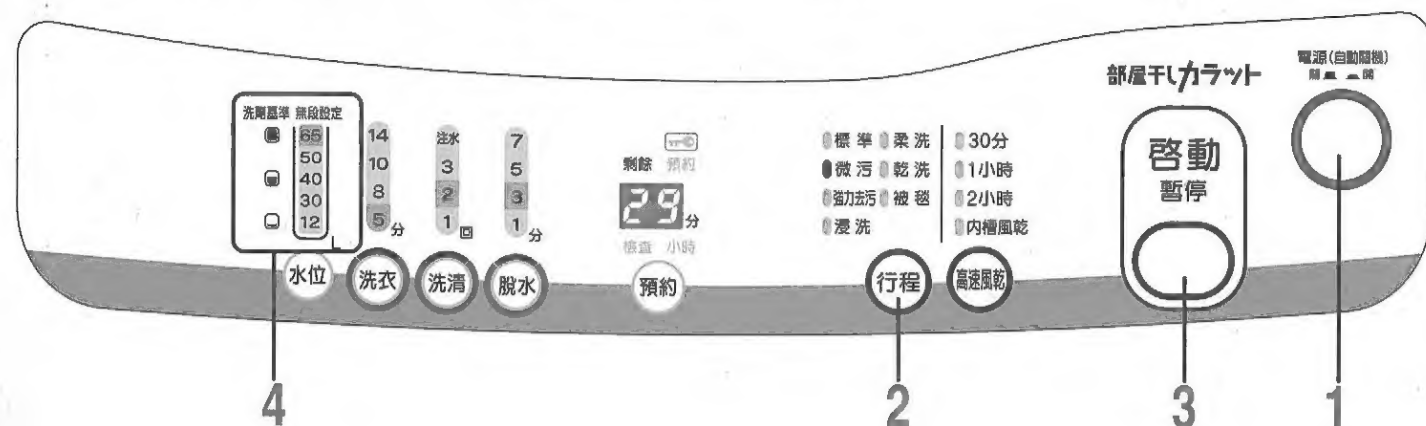 部屋干しカラット
電源(自動關機)
關 開
啓動
暫停
洗劑基準 無段設定
65
50
40
30
12
L
水位
14
10
8
5 分
洗衣
注水
3
2
1 回
洗清
7
5
3
1 分
脫水
剩餘 預約
29 分
檢查 小時
預約
標準 柔洗
微污 乾洗
強力去污 被毯
浸洗
行程
30分
1小時
2小時
內槽風乾
高速風乾
4
2
3
1